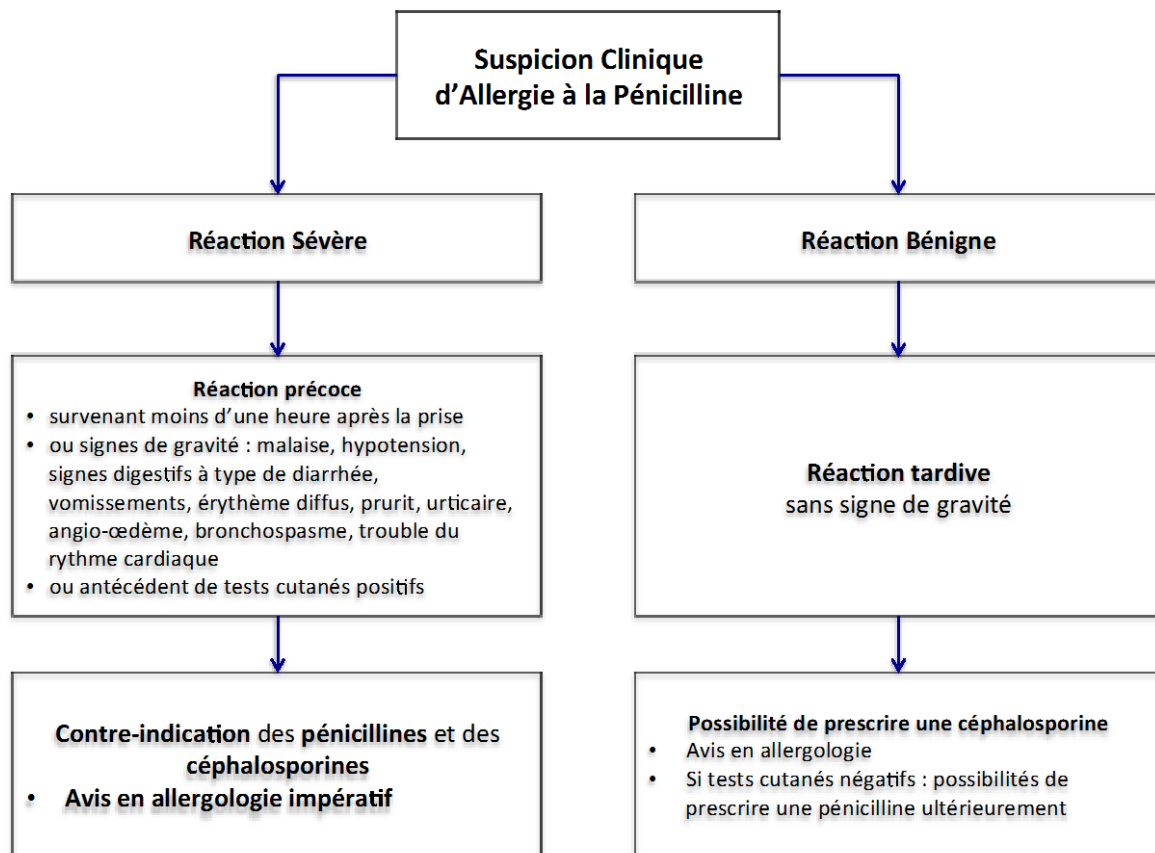 Suspicion Clinique
d'Allergie à la Pénicilline
Réaction Sévère
Réaction Bénigne
Réaction précoce
• survenant moins d'une heure après la prise
• ou signes de gravité : malaise, hypotension,
signes digestifs à type de diarrhée,
vomissements, érythème diffus, prurit, urticaire,
angio-œdème, bronchospasme, trouble du
rythme cardiaque
• ou antécédent de tests cutanés positifs
Réaction tardive
sans signe de gravité
Contre-indication des pénicillines et des
céphalosporines
• Avis en allergologie impératif
Possibilité de prescrire une céphalosporine
• Avis en allergologie
• Si tests cutanés négatifs : possibilités de
prescrire une pénicilline ultérieurement